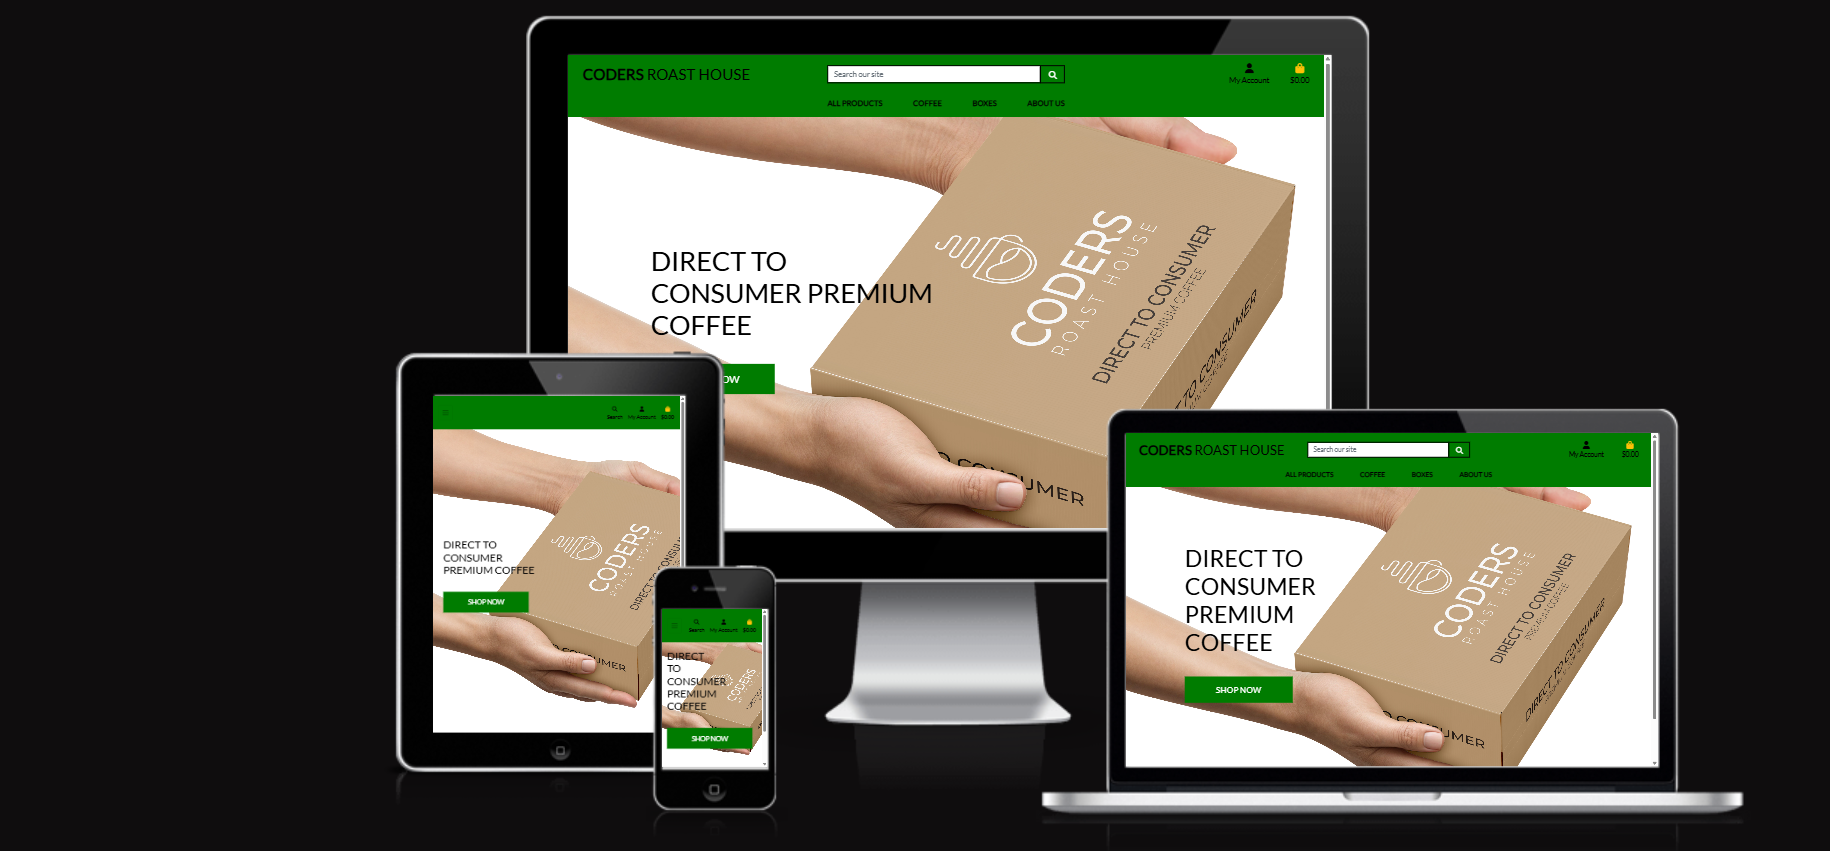 CODERS ROAST HOUSE
Search our site
My Account
$0.00
ALL PRODUCTS
COFFEE
BOXES
ABOUT US
DIRECT TO
CONSUMER PREMIUM
COFFEE
OW
CODERS
ROAST HOUSE
DIRECT TO CONSUMER
PREMIUM COFFEE
TO CONSUMER
CONSUMER
Search
My Account
$0.00
DIRECT TO
CONSUMER
PREMIUM COFFEE
SHOP NOW
CODERS
ROAST HOUSE
DIRECT TO CONSUM
O CONSUMER
Search
My Account
$0.00
DIRECT
TO
CONSUMER
PREMIUM
COFFEE
SHOP NOW
CODERS
CODERS ROAST HOUSE
Search our site
My Account
$0.00
ALL PRODUCTS
COFFEE
BOXES
ABOUT US
DIRECT TO
CONSUMER
PREMIUM
COFFEE
SHOP NOW
CODERS
ROAST HOUSE
DIRECT TO CONSUMER
PREMIUM COFFEE
DIRECT TO CONSUMER
O CONSUMER